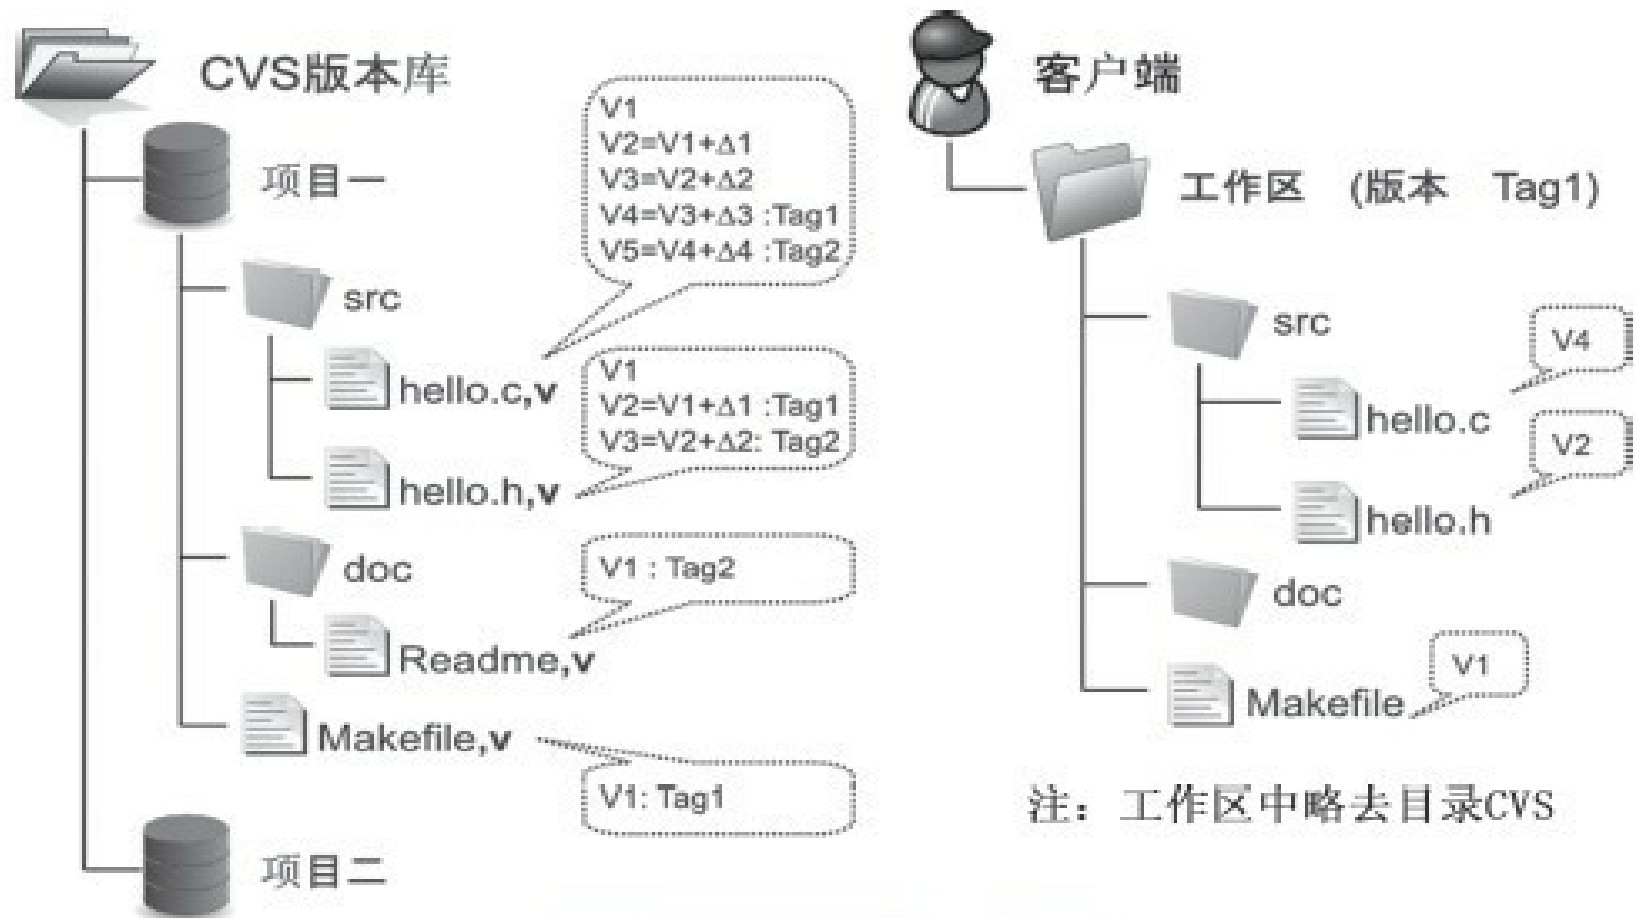 CVS版本库
项目一
V1
V2=V1+Δ1
V3=V2+Δ2
V4=V3+Δ3 :Tag1
V5=V4+Δ4 :Tag2
src
hello.c,v
V1
V2=V1+Δ1 :Tag1
V3=V2+Δ2: Tag2
hello.h,v
doc
V1 : Tag2
Readme,v
Makefile,v
V1: Tag1
项目二
客户端
工作区 (版本 Tag1)
src
V4
hello.c
V2
hello.h
doc
V1
Makefile
注：工作区中略去目录CVS